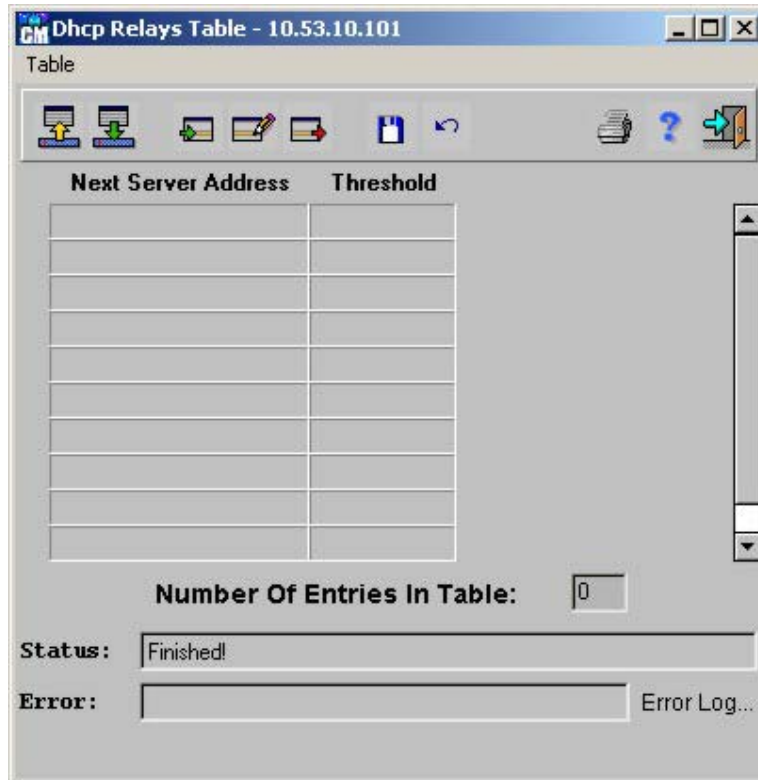 CM Dhcp Relays Table - 10.53.10.101
Table
?
Next Server Address Threshold
Number Of Entries In Table: 0
Status: Finished!
Error: Error Log...